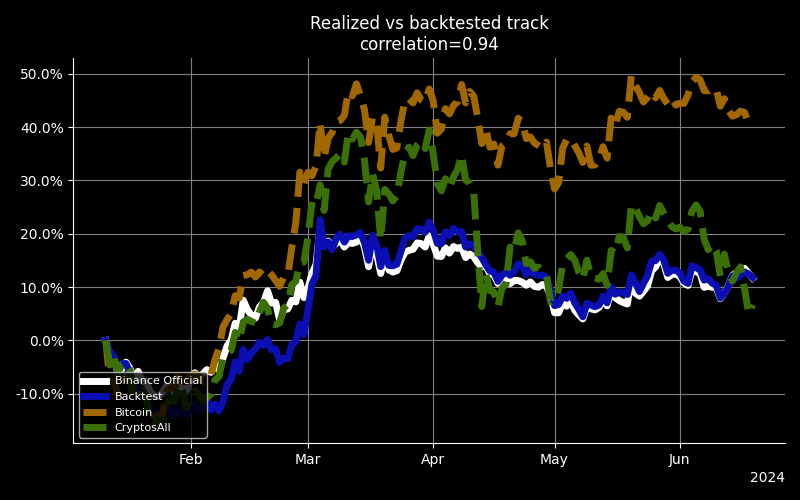 Realized vs backtested track
correlation=0.94
50.0%
40.0%
30.0%
20.0%
10.0%
0.0%
-10.0%
Binance Official
Backtest
Bitcoin
CryptosAll
Feb Mar Apr May Jun
2024